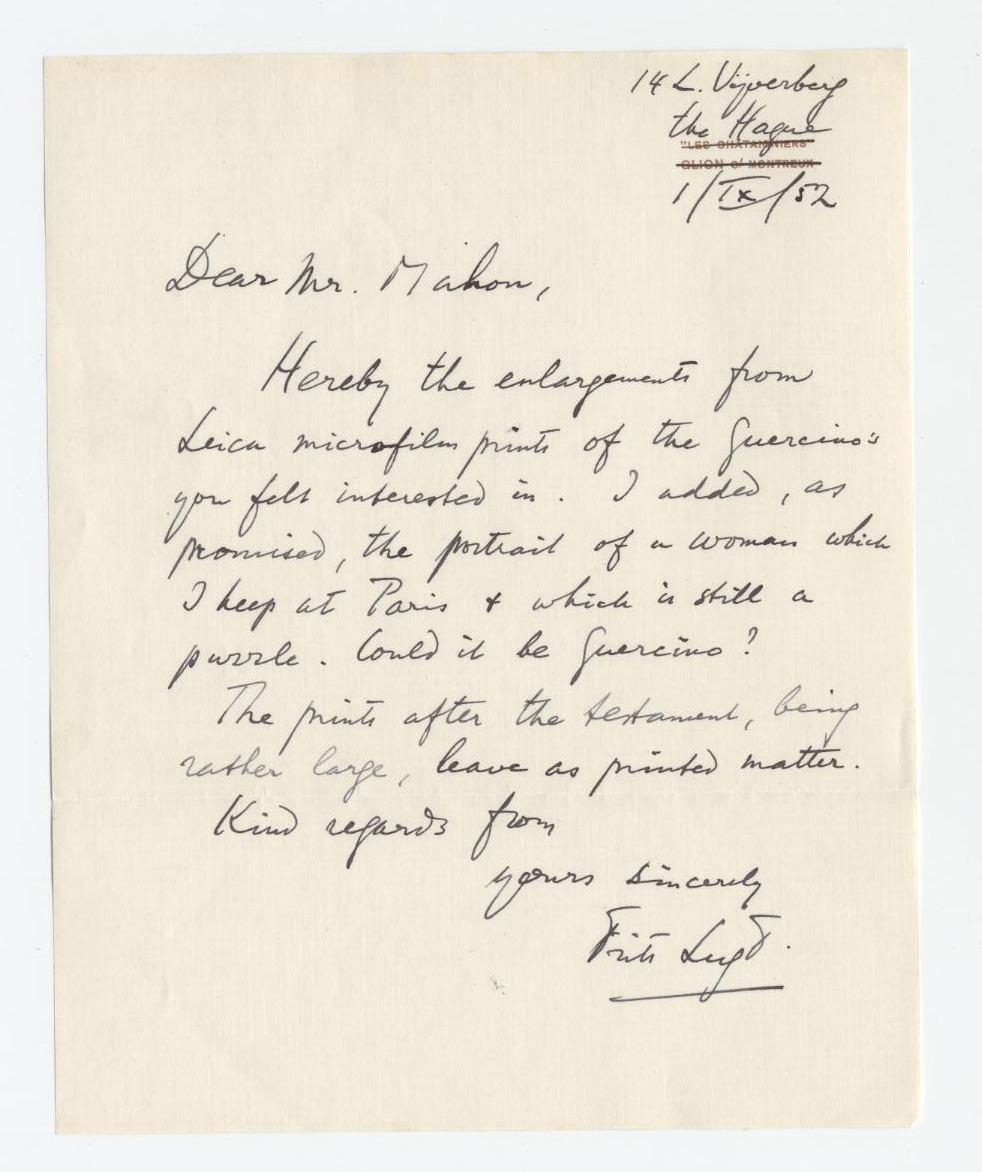 14 L. Vijverberg
the Hague
"LES CHÂTAIGNIERS"
GLION s/ MONTREUX
1/IX/52
Dear Mr. Mahon,
Hereby the enlargements from
Leica microfilm prints of the Guercino's
you felt interested in. I added, as
promised, the portrait of a woman which
I keep at Paris & which is still a
puzzle. Could it be Guercino?
The prints after the testament, being
rather large, leave as printed matter.
Kind regards from
yours sincerely
Frits Lugt.